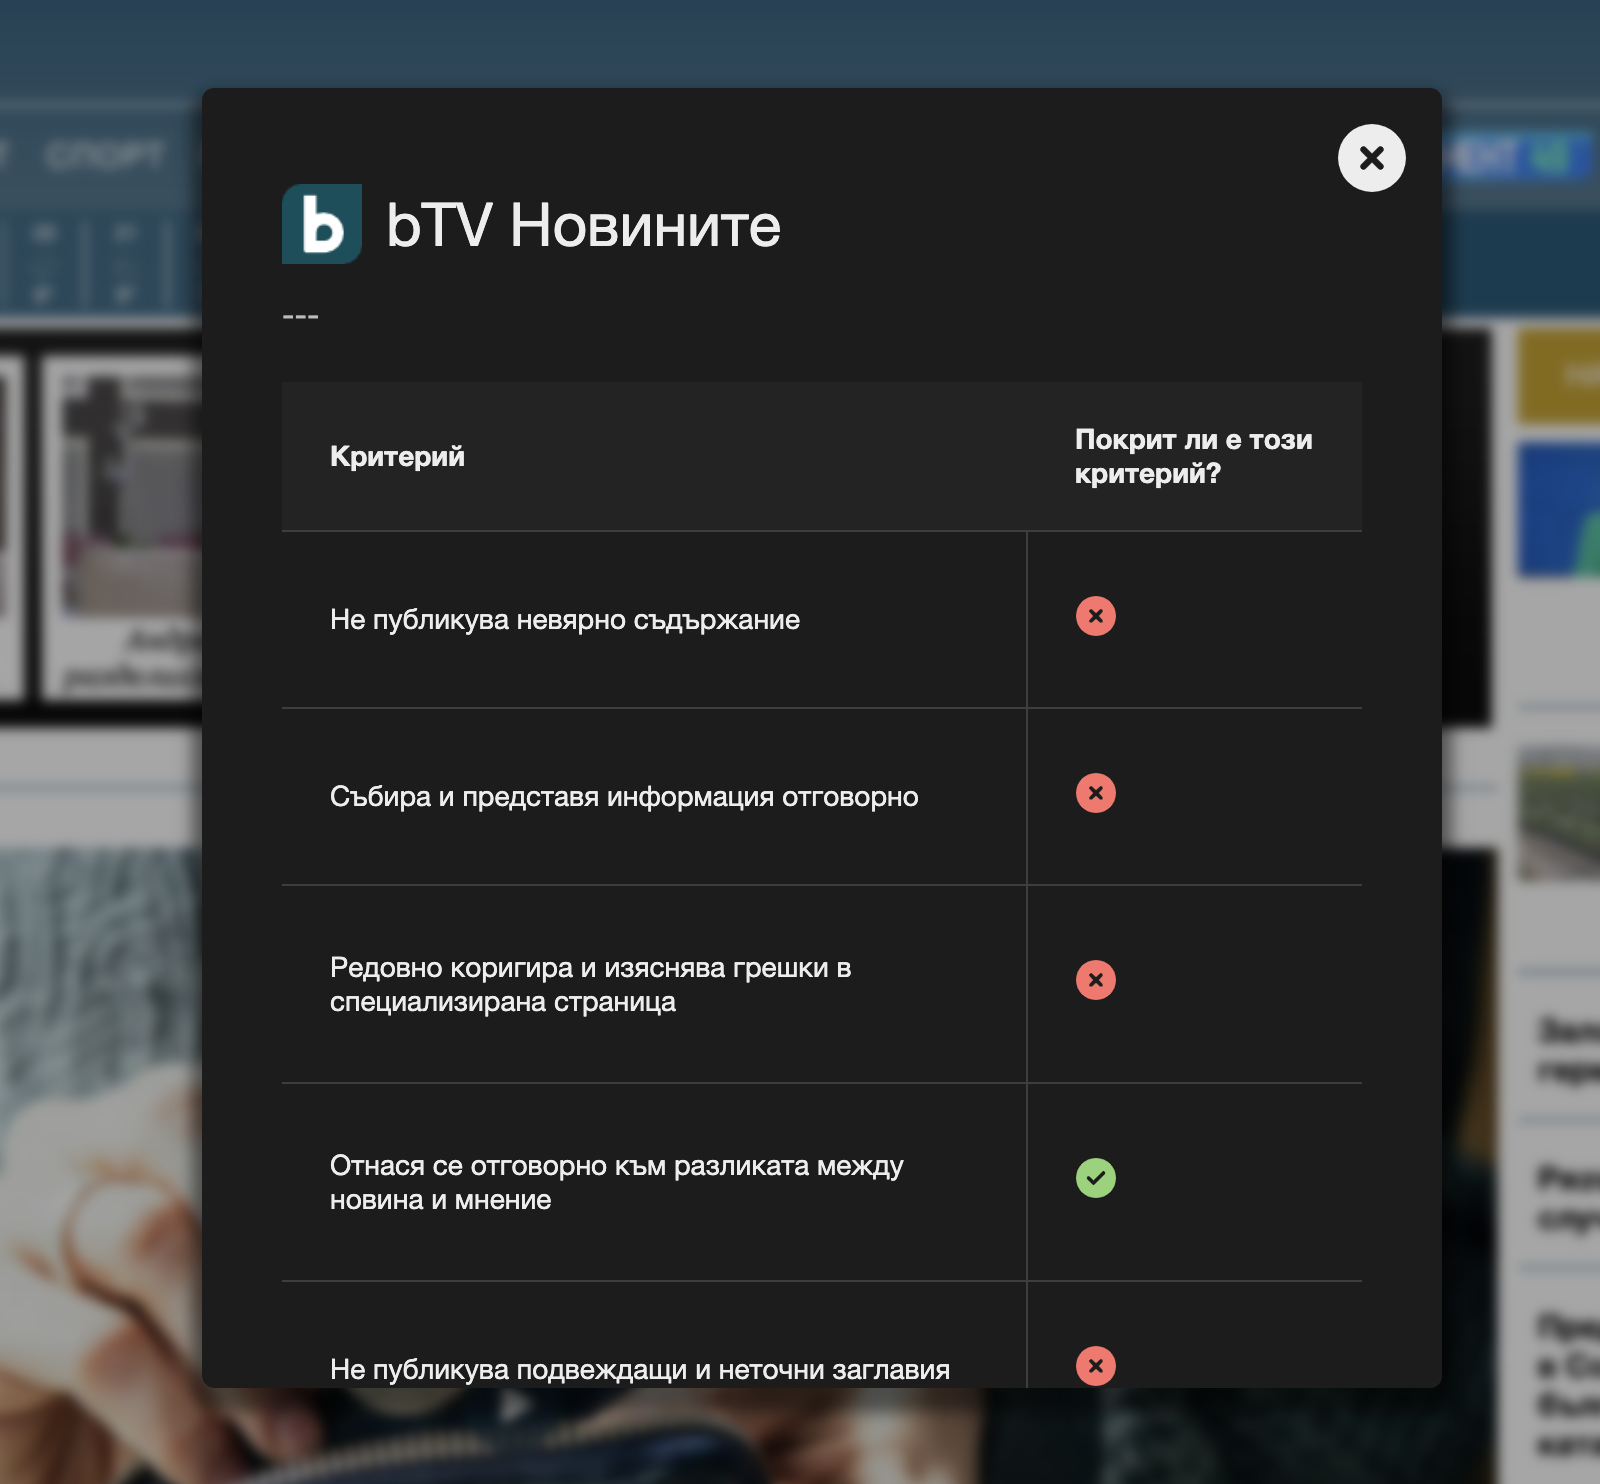 СПОРТ
b bTV Новините
---
Критерий
Покрит ли е този
критерий?
Не публикува невярно съдържание
Събира и представя информация отговорно
Редовно коригира и изяснява грешки в
специализирана страница
Отнася се отговорно към разликата между
новина и мнение
Не публикува подвеждащи и неточни заглавия